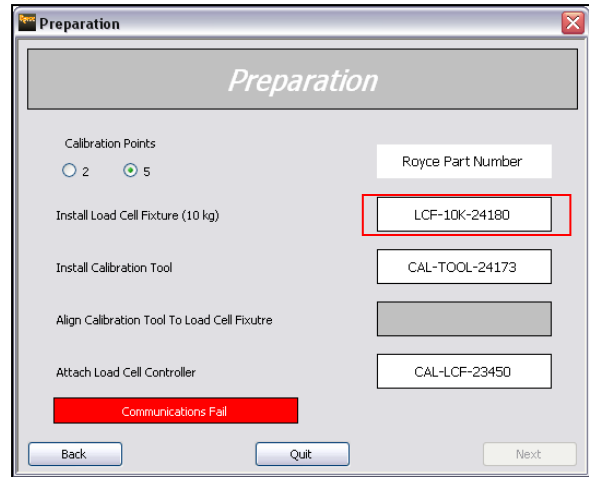 Royce Preparation
Preparation
Calibration Points
2 5
Royce Part Number
Install Load Cell Fixture (10 kg)
LCF-10K-24180
Install Calibration Tool
CAL-TOOL-24173
Align Calibration Tool To Load Cell Fixutre
Attach Load Cell Controller
CAL-LCF-23450
Communications Fail
Back Quit Next